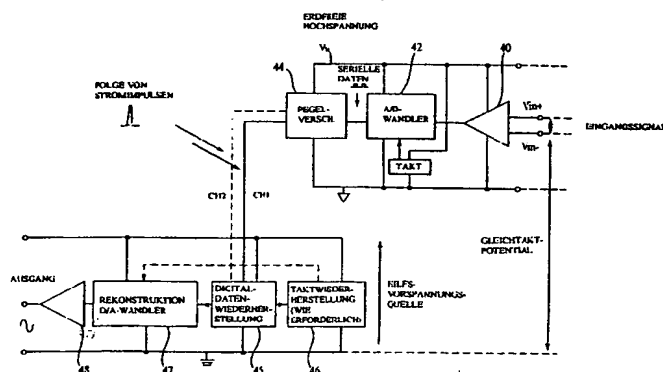 ERDFREIE
HOCHSPANNUNG
44
42
40
SERIELLE
DATEN
FOLGE VON
STROMIMPULSEN
PEGEL-
VERSCH.
A/D-
WANDLER
Vin+
Vin-
EINGANGSSIGNAL
TAKT
CH2
CH1
GLEICHTAKT-
POTENTIAL
AUSGANG
REKONSTRUKTION
D/A-WANDLER
DIGITAL-
DATEN-
WIEDERHER-
STELLUNG
TAKTWIEDER-
HERSTELLUNG
(WIE
ERFORDERLICH)
HILFS-
VORSPANNUNGS-
QUELLE
48
47
45
46